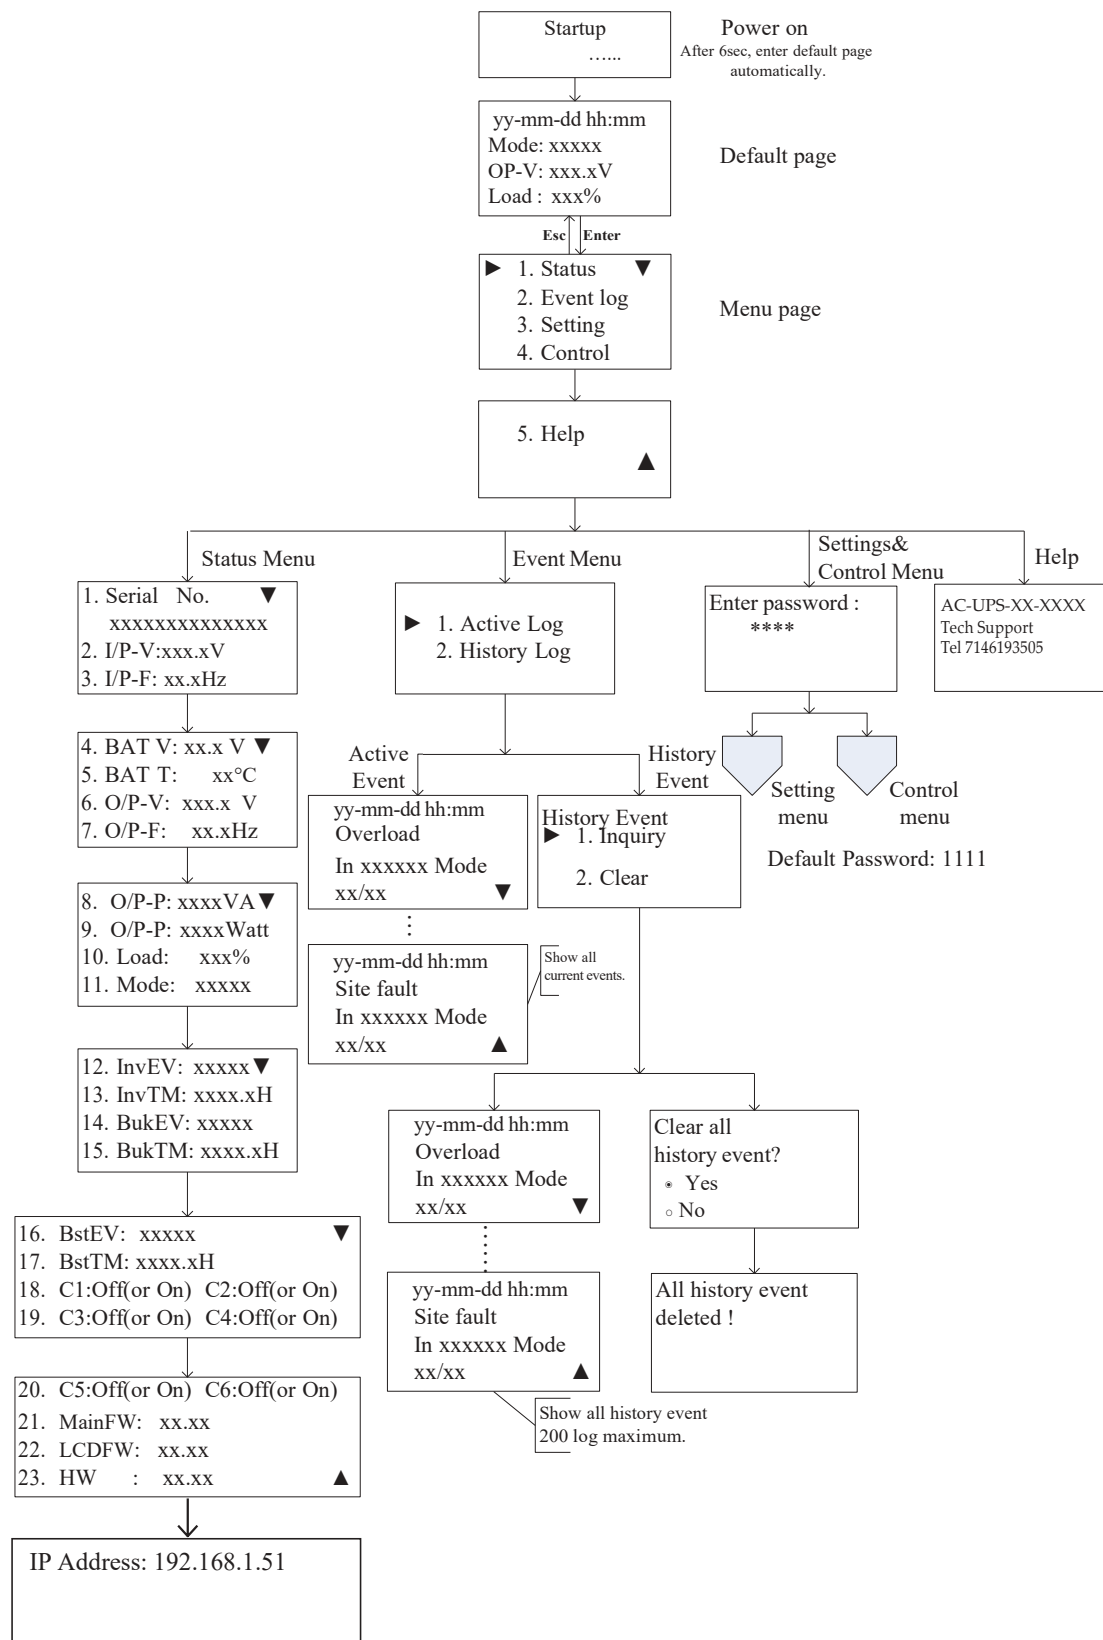 Startup
…...
Power on
After 6sec, enter default page
automatically.
yy-mm-dd hh:mm
Mode: xxxxx
OP-V: xxx.xV
Load : xxx%
Default page
Esc Enter
► 1. Status ▼
2. Event log
3. Setting
4. Control
Menu page
5. Help
▲
Status Menu
1. Serial No. ▼
xxxxxxxxxxxxxx
2. I/P-V:xxx.xV
3. I/P-F: xx.xHz
4. BAT V: xx.x V ▼
5. BAT T: xx°C
6. O/P-V: xxx.x V
7. O/P-F: xx.xHz
8. O/P-P: xxxxVA ▼
9. O/P-P: xxxxWatt
10. Load: xxx%
11. Mode: xxxxx
12. InvEV: xxxxx ▼
13. InvTM: xxxx.xH
14. BukEV: xxxxx
15. BukTM: xxxx.xH
16. BstEV: xxxxx ▼
17. BstTM: xxxx.xH
18. C1:Off(or On) C2:Off(or On)
19. C3:Off(or On) C4:Off(or On)
20. C5:Off(or On) C6:Off(or On)
21. MainFW: xx.xx
22. LCDFW: xx.xx
23. HW : xx.xx ▲
IP Address: 192.168.1.51
Event Menu
► 1. Active Log
2. History Log
Active
Event
yy-mm-dd hh:mm
Overload
In xxxxxx Mode
xx/xx ▼
yy-mm-dd hh:mm
Site fault
In xxxxxx Mode
xx/xx ▲
Show all
current events.
History
Event
History Event
► 1. Inquiry
2. Clear
yy-mm-dd hh:mm
Overload
In xxxxxx Mode
xx/xx ▼
yy-mm-dd hh:mm
Site fault
In xxxxxx Mode
xx/xx ▲
Show all history event
200 log maximum.
Clear all
history event?
Yes
No
All history event
deleted !
Settings&
Control Menu
Enter password :
****
Setting
menu
Control
menu
Default Password: 1111
Help
AC-UPS-XX-XXXX
Tech Support
Tel 7146193505